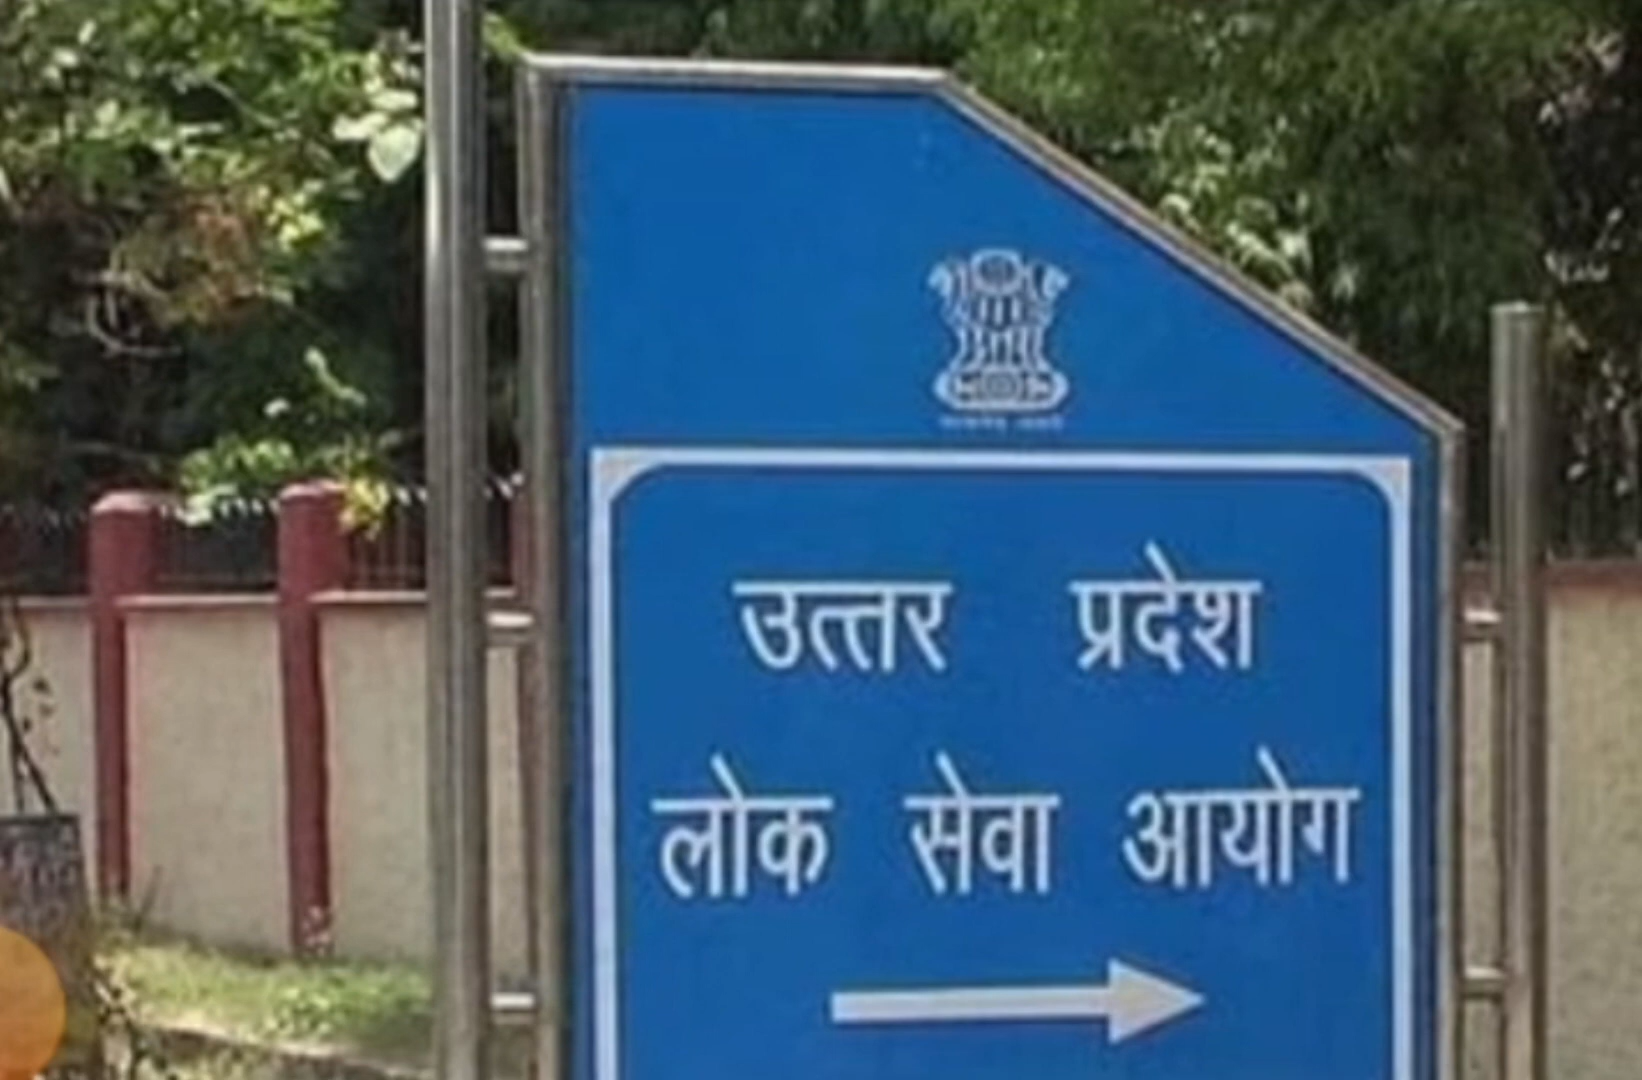 उत्तर प्रदेश
लोक सेवा आयोग